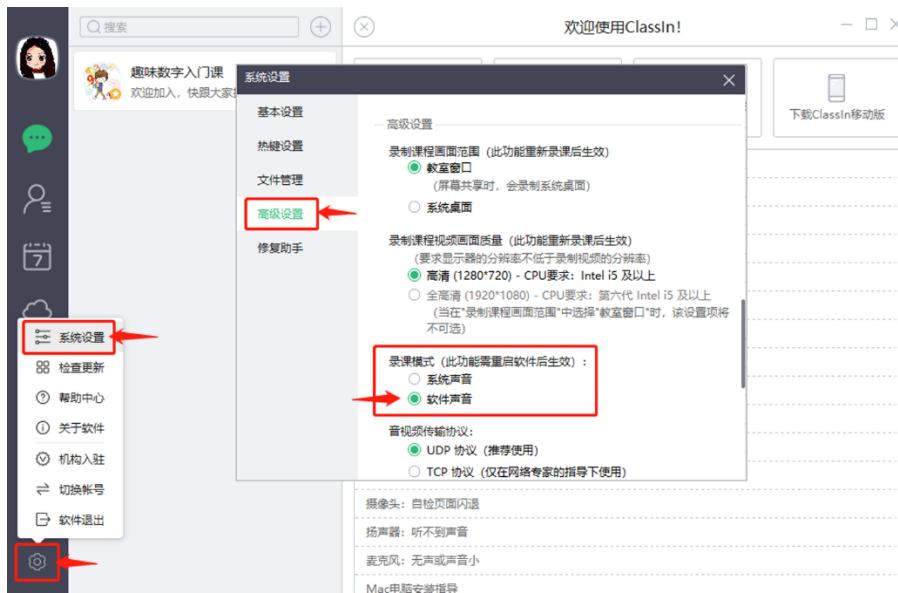 搜索
欢迎使用ClassIn!
趣味数字入门课
欢迎加入，快跟大家
下载ClassIn移动版
7
系统设置
检查更新
帮助中心
关于软件
机构入驻
切换帐号
软件退出
系统设置
基本设置
热键设置
文件管理
高级设置
修复助手
高级设置
录制课程画面范围（此功能重新录课后生效）
教室窗口
（屏幕共享时，会录制系统桌面）
系统桌面
录制课程视频画面质量（此功能重新录课后生效）
（要求显示器的分辨率不低于录制视频的分辨率）
高清 (1280*720) - CPU要求：Intel i5 及以上
全高清 (1920*1080) - CPU要求：第六代 Intel i5 及以上
（当在"录制课程画面范围"中选择"教室窗口"时，该设置项将
不可选）
录课模式（此功能需重启软件后生效）：
系统声音
软件声音
音视频传输协议：
UDP 协议（推荐使用）
TCP 协议（仅在网络专家的指导下使用）
摄像头：自检页面闪退
扬声器：听不到声音
麦克风：无声或声音小
Mac电脑安装指导